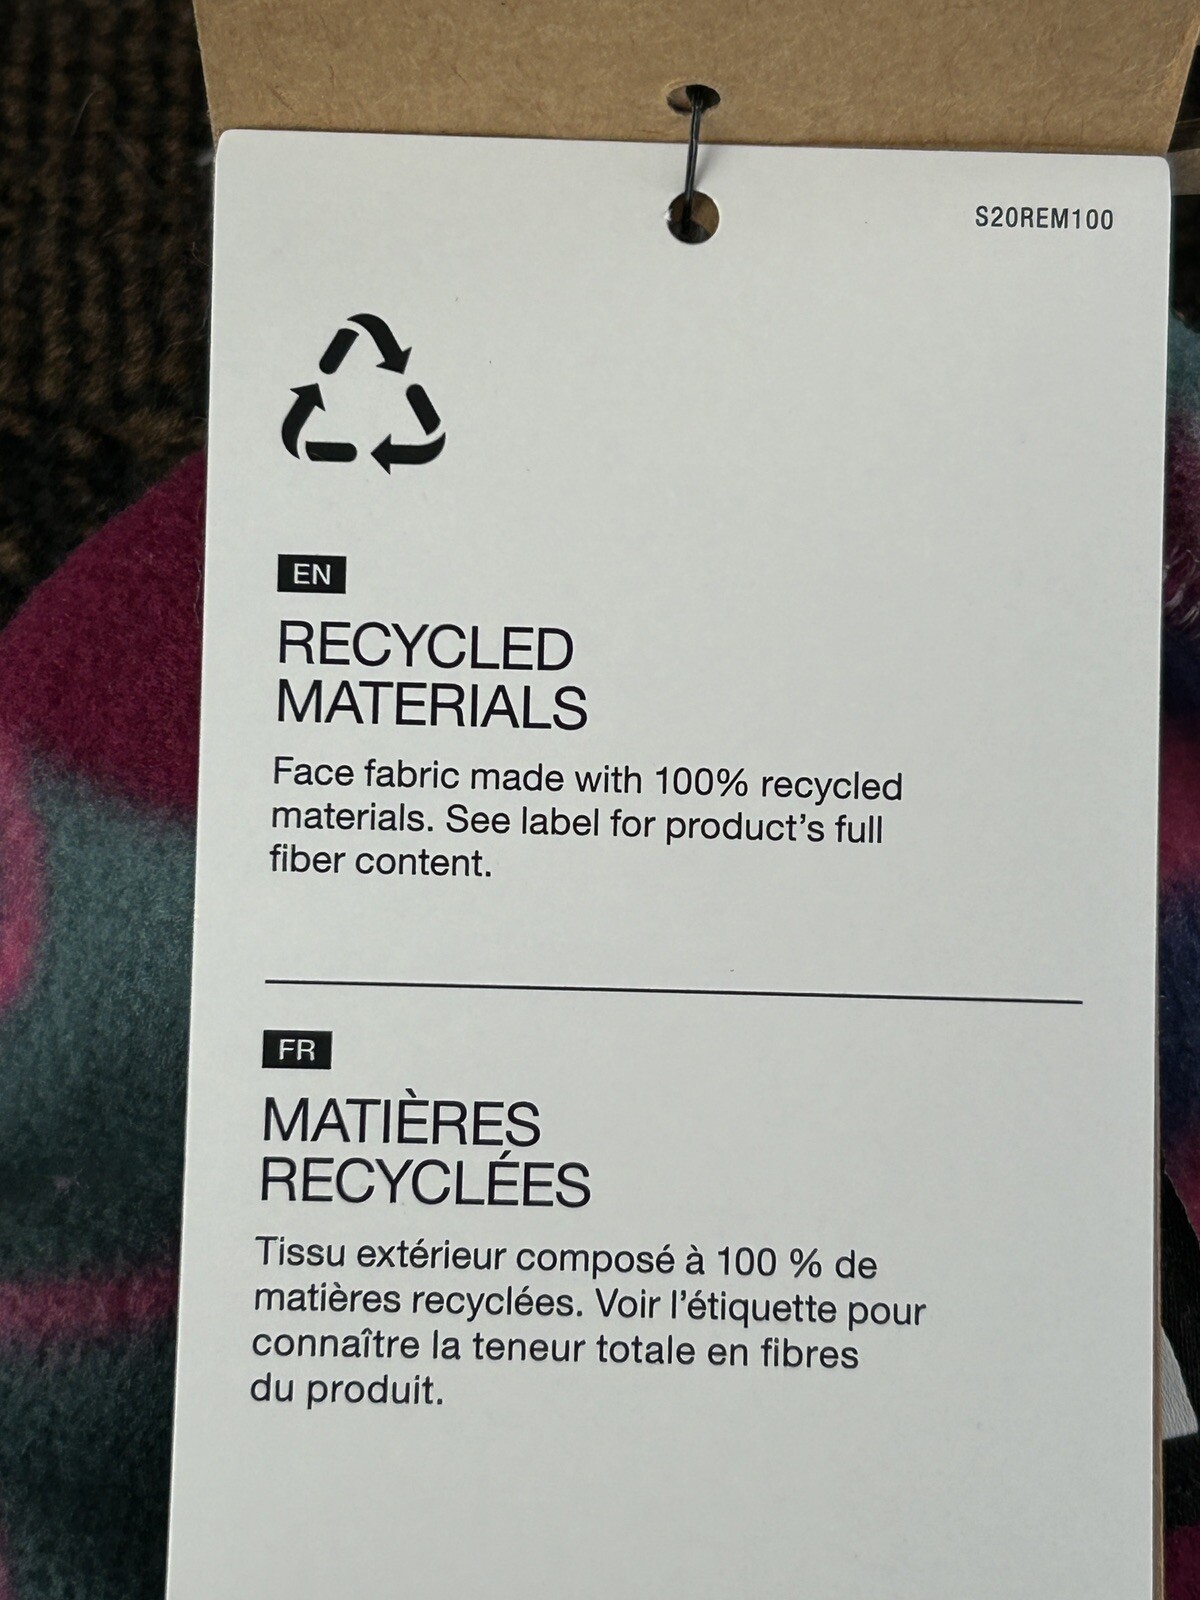 S20REM100
EN
RECYCLED
MATERIALS
Face fabric made with 100% recycled
materials. See label for product’s full
fiber content.
FR
MATIÈRES
RECYCLÉES
Tissu extérieur composé à 100 % de
matières recyclées. Voir l’étiquette pour
connaître la teneur totale en fibres
du produit.